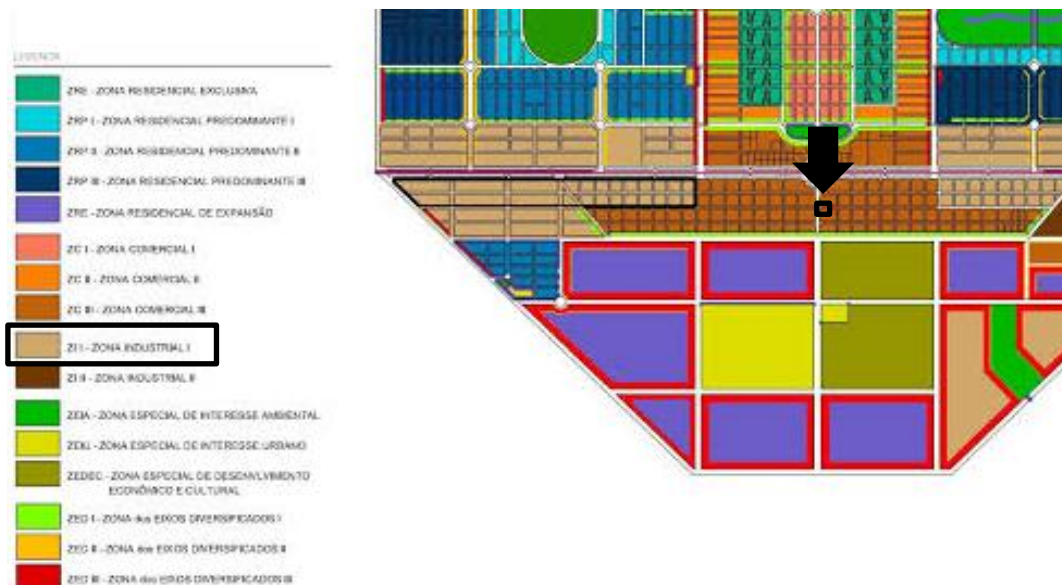 LEGENDA
ZRE - ZONA RESIDENCIAL EXCLUSIVA
ZRP I - ZONA RESIDENCIAL PREDOMINANTE I
ZRP II - ZONA RESIDENCIAL PREDOMINANTE II
ZRP III - ZONA RESIDENCIAL PREDOMINANTE III
ZRE - ZONA RESIDENCIAL DE EXPANSÃO
ZC I - ZONA COMERCIAL I
ZC II - ZONA COMERCIAL II
ZC III - ZONA COMERCIAL III
ZI I - ZONA INDUSTRIAL I
ZI II - ZONA INDUSTRIAL II
ZEIA - ZONA ESPECIAL DE INTERESSE AMBIENTAL
ZEIU - ZONA ESPECIAL DE INTERESSE URBANO
ZEDEC - ZONA ESPECIAL DE DESENVLVIMENTO
ECONÔMICO E CULTURAL
ZED I - ZONA dos EIXOS DIVERSIFICADOS I
ZED II - ZONA dos EIXOS DIVERSIFICADOS II
ZED III - ZONA dos EIXOS DIVERSIFICADOS III